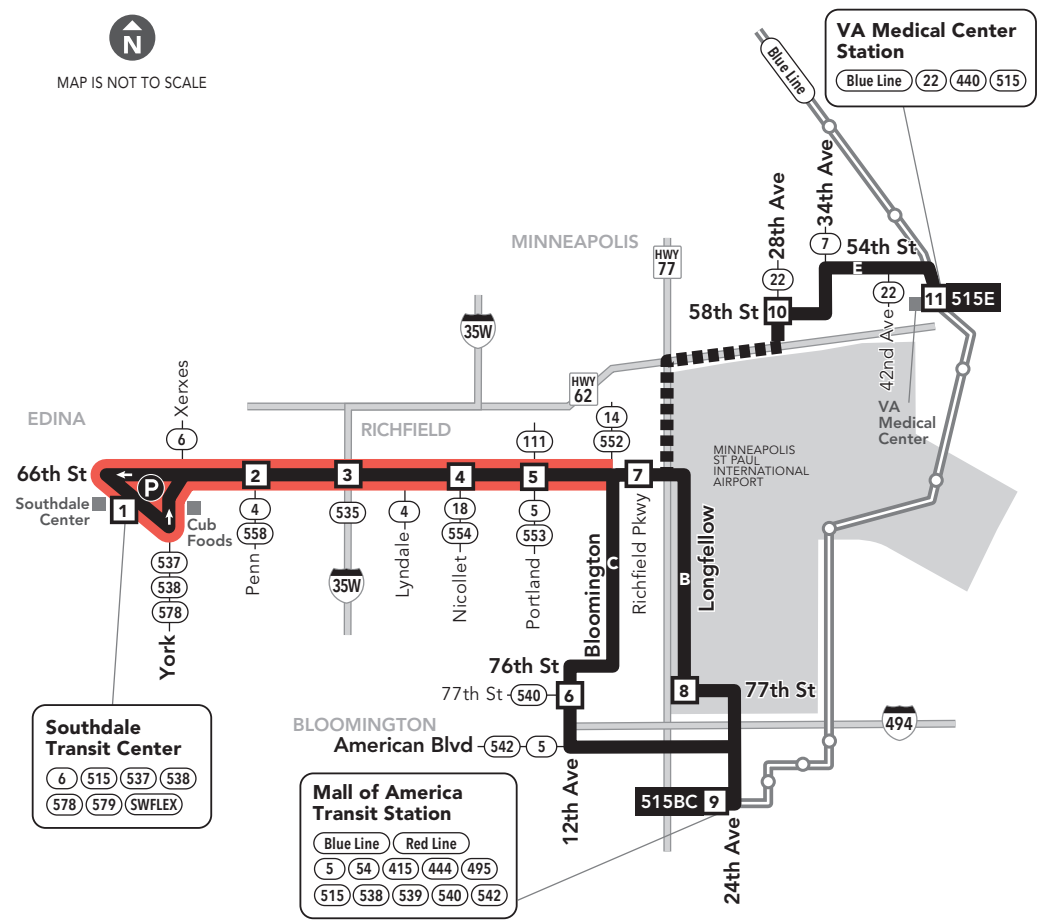 N
MAP IS NOT TO SCALE
VA Medical Center
Station
Blue Line 22 440 515
Blue Line
34th Ave
28th Ave
7
54th St
E
22
22
11 515E
58th St
10
42nd Ave
VA
Medical
Center
MINNEAPOLIS
HWY
77
35W
HWY
62
EDINA
Xerxes
6
RICHFIELD
111
14
552
66th St
P
2
3
4
5
7
MINNEAPOLIS
ST PAUL
INTERNATIONAL
AIRPORT
Southdale
Center
1
Cub
Foods
4
558
535
4
18
554
5
553
537
538
578
York
Penn
35W
Lyndale
Nicollet
Portland
Bloomington
C
Richfield Pkwy
B
Longfellow
76th St
77th St 540 6
8 77th St
BLOOMINGTON
494
American Blvd 542 5
12th Ave
515BC 9
24th Ave
Southdale
Transit Center
6 515 537 538
578 579 SWFLEX
Mall of America
Transit Station
Blue Line Red Line
5 54 415 444 495
515 538 539 540 542